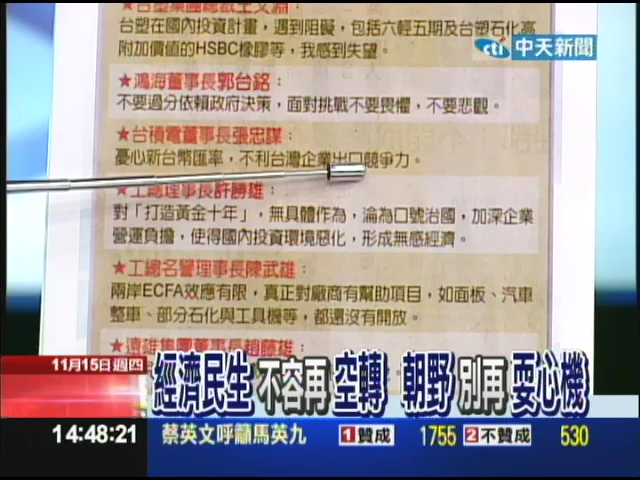 台塑集團總裁王文淵：
台塑在國內投資計畫，遇到阻礙，包括六輕五期及台塑石化高
附加價值的HSBC橡膠等，我感到失望。
cti 中天新聞
★鴻海董事長郭台銘：
不要過分依賴政府決策，面對挑戰不要畏懼，不要悲觀。
★台積電董事長張忠謀：
憂心新台幣匯率，不利台灣企業出口競爭力。
★工總理事長許勝雄：
對「打造黃金十年」，無具體作為，淪為口號治國，加深企業
營運負擔，使得國內投資環境惡化，形成無感經濟。
★工總名譽理事長陳武雄：
兩岸ECFA效應有限，真正對廠商有幫助項目，如面板、汽車
整車、部分石化與工具機等，都還沒有開放。
★遠雄集團董事長趙藤雄：
11月15日週四
經濟民生 不容再 空轉 朝野 別再 耍心機
14:48:21
蔡英文呼籲馬英九 1贊成 1755 2不贊成 530